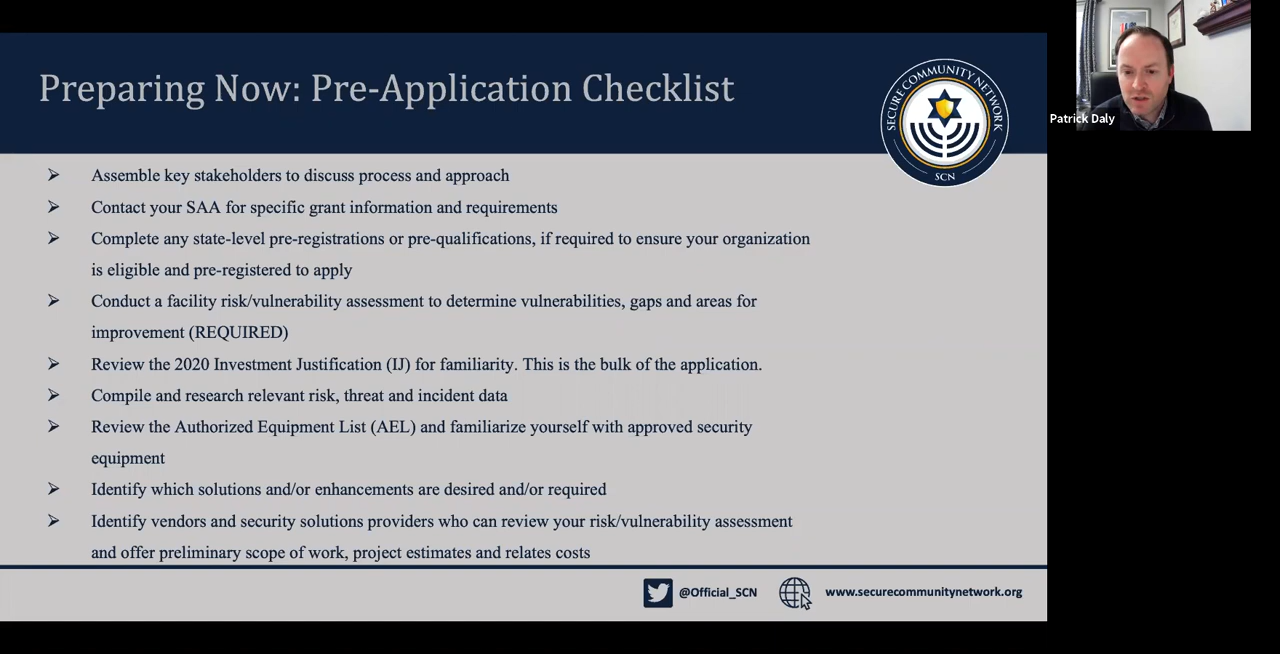 Preparing Now: Pre-Application Checklist
SECURE COMMUNITY NETWORK
SCN
Patrick Daly
Assemble key stakeholders to discuss process and approach
Contact your SAA for specific grant information and requirements
Complete any state-level pre-registrations or pre-qualifications, if required to ensure your organization
is eligible and pre-registered to apply
Conduct a facility risk/vulnerability assessment to determine vulnerabilities, gaps and areas for
improvement (REQUIRED)
Review the 2020 Investment Justification (IJ) for familiarity. This is the bulk of the application.
Compile and research relevant risk, threat and incident data
Review the Authorized Equipment List (AEL) and familiarize yourself with approved security
equipment
Identify which solutions and/or enhancements are desired and/or required
Identify vendors and security solutions providers who can review your risk/vulnerability assessment
and offer preliminary scope of work, project estimates and relates costs
@Official_SCN
www.securecommunitynetwork.org